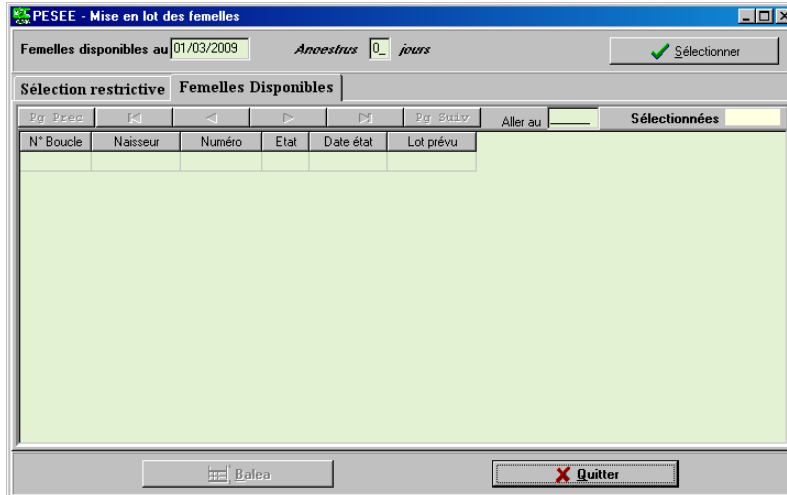 PESEE - Mise en lot des femelles
Femelles disponibles au 01/03/2009 Anoestrus 0_ jours Sélectionner
Sélection restrictive Femelles Disponibles
Pg Prec Pg Suiv Aller au _____ Sélectionnées
N° Boucle Naisseur Numéro Etat Date état Lot prévu
Balea Quitter